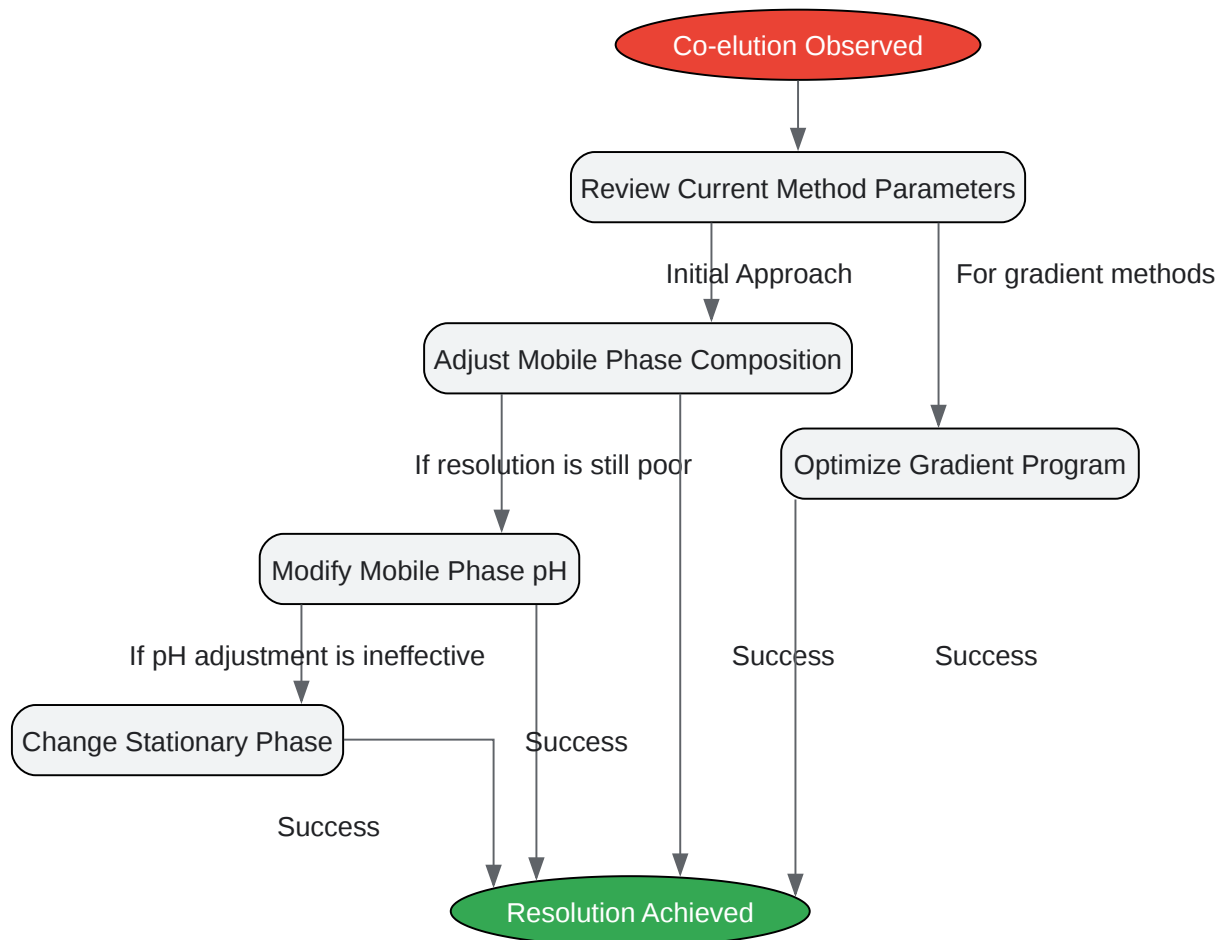 Co-elution Observed
Review Current Method Parameters
Initial Approach
For gradient methods
Adjust Mobile Phase Composition
If resolution is still poor
Optimize Gradient Program
Modify Mobile Phase pH
If pH adjustment is ineffective
Success
Success
Change Stationary Phase
Success
Success
Resolution Achieved